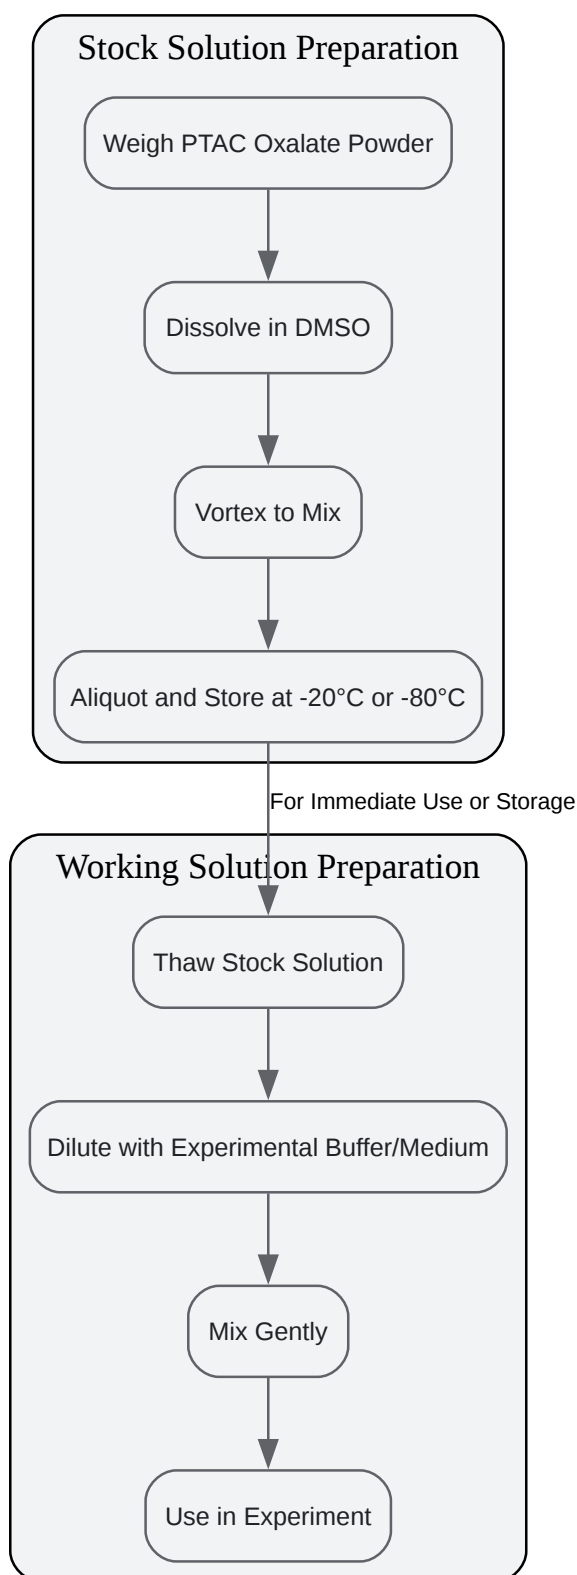 Stock Solution Preparation
Weigh PTAC Oxalate Powder
Dissolve in DMSO
Vortex to Mix
Aliquot and Store at -20°C or -80°C
For Immediate Use or Storage
Working Solution Preparation
Thaw Stock Solution
Dilute with Experimental Buffer/Medium
Mix Gently
Use in Experiment